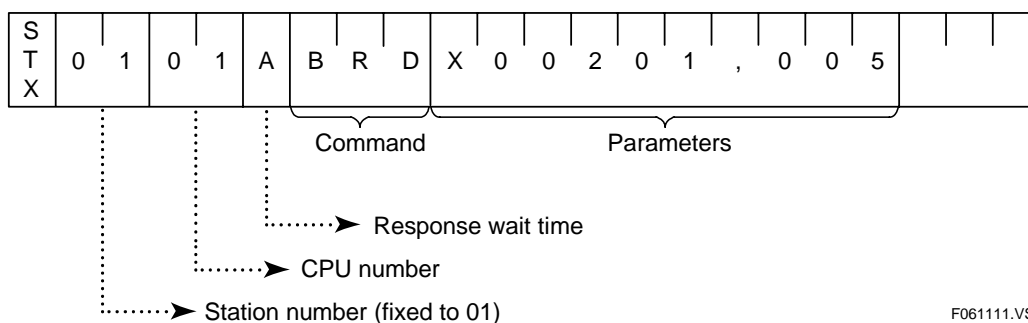 STX 0 1 0 1 A B R D X 0 0 2 0 1 , 0 0 5
Command Parameters
Response wait time
CPU number
Station number (fixed to 01)
F061111.VS